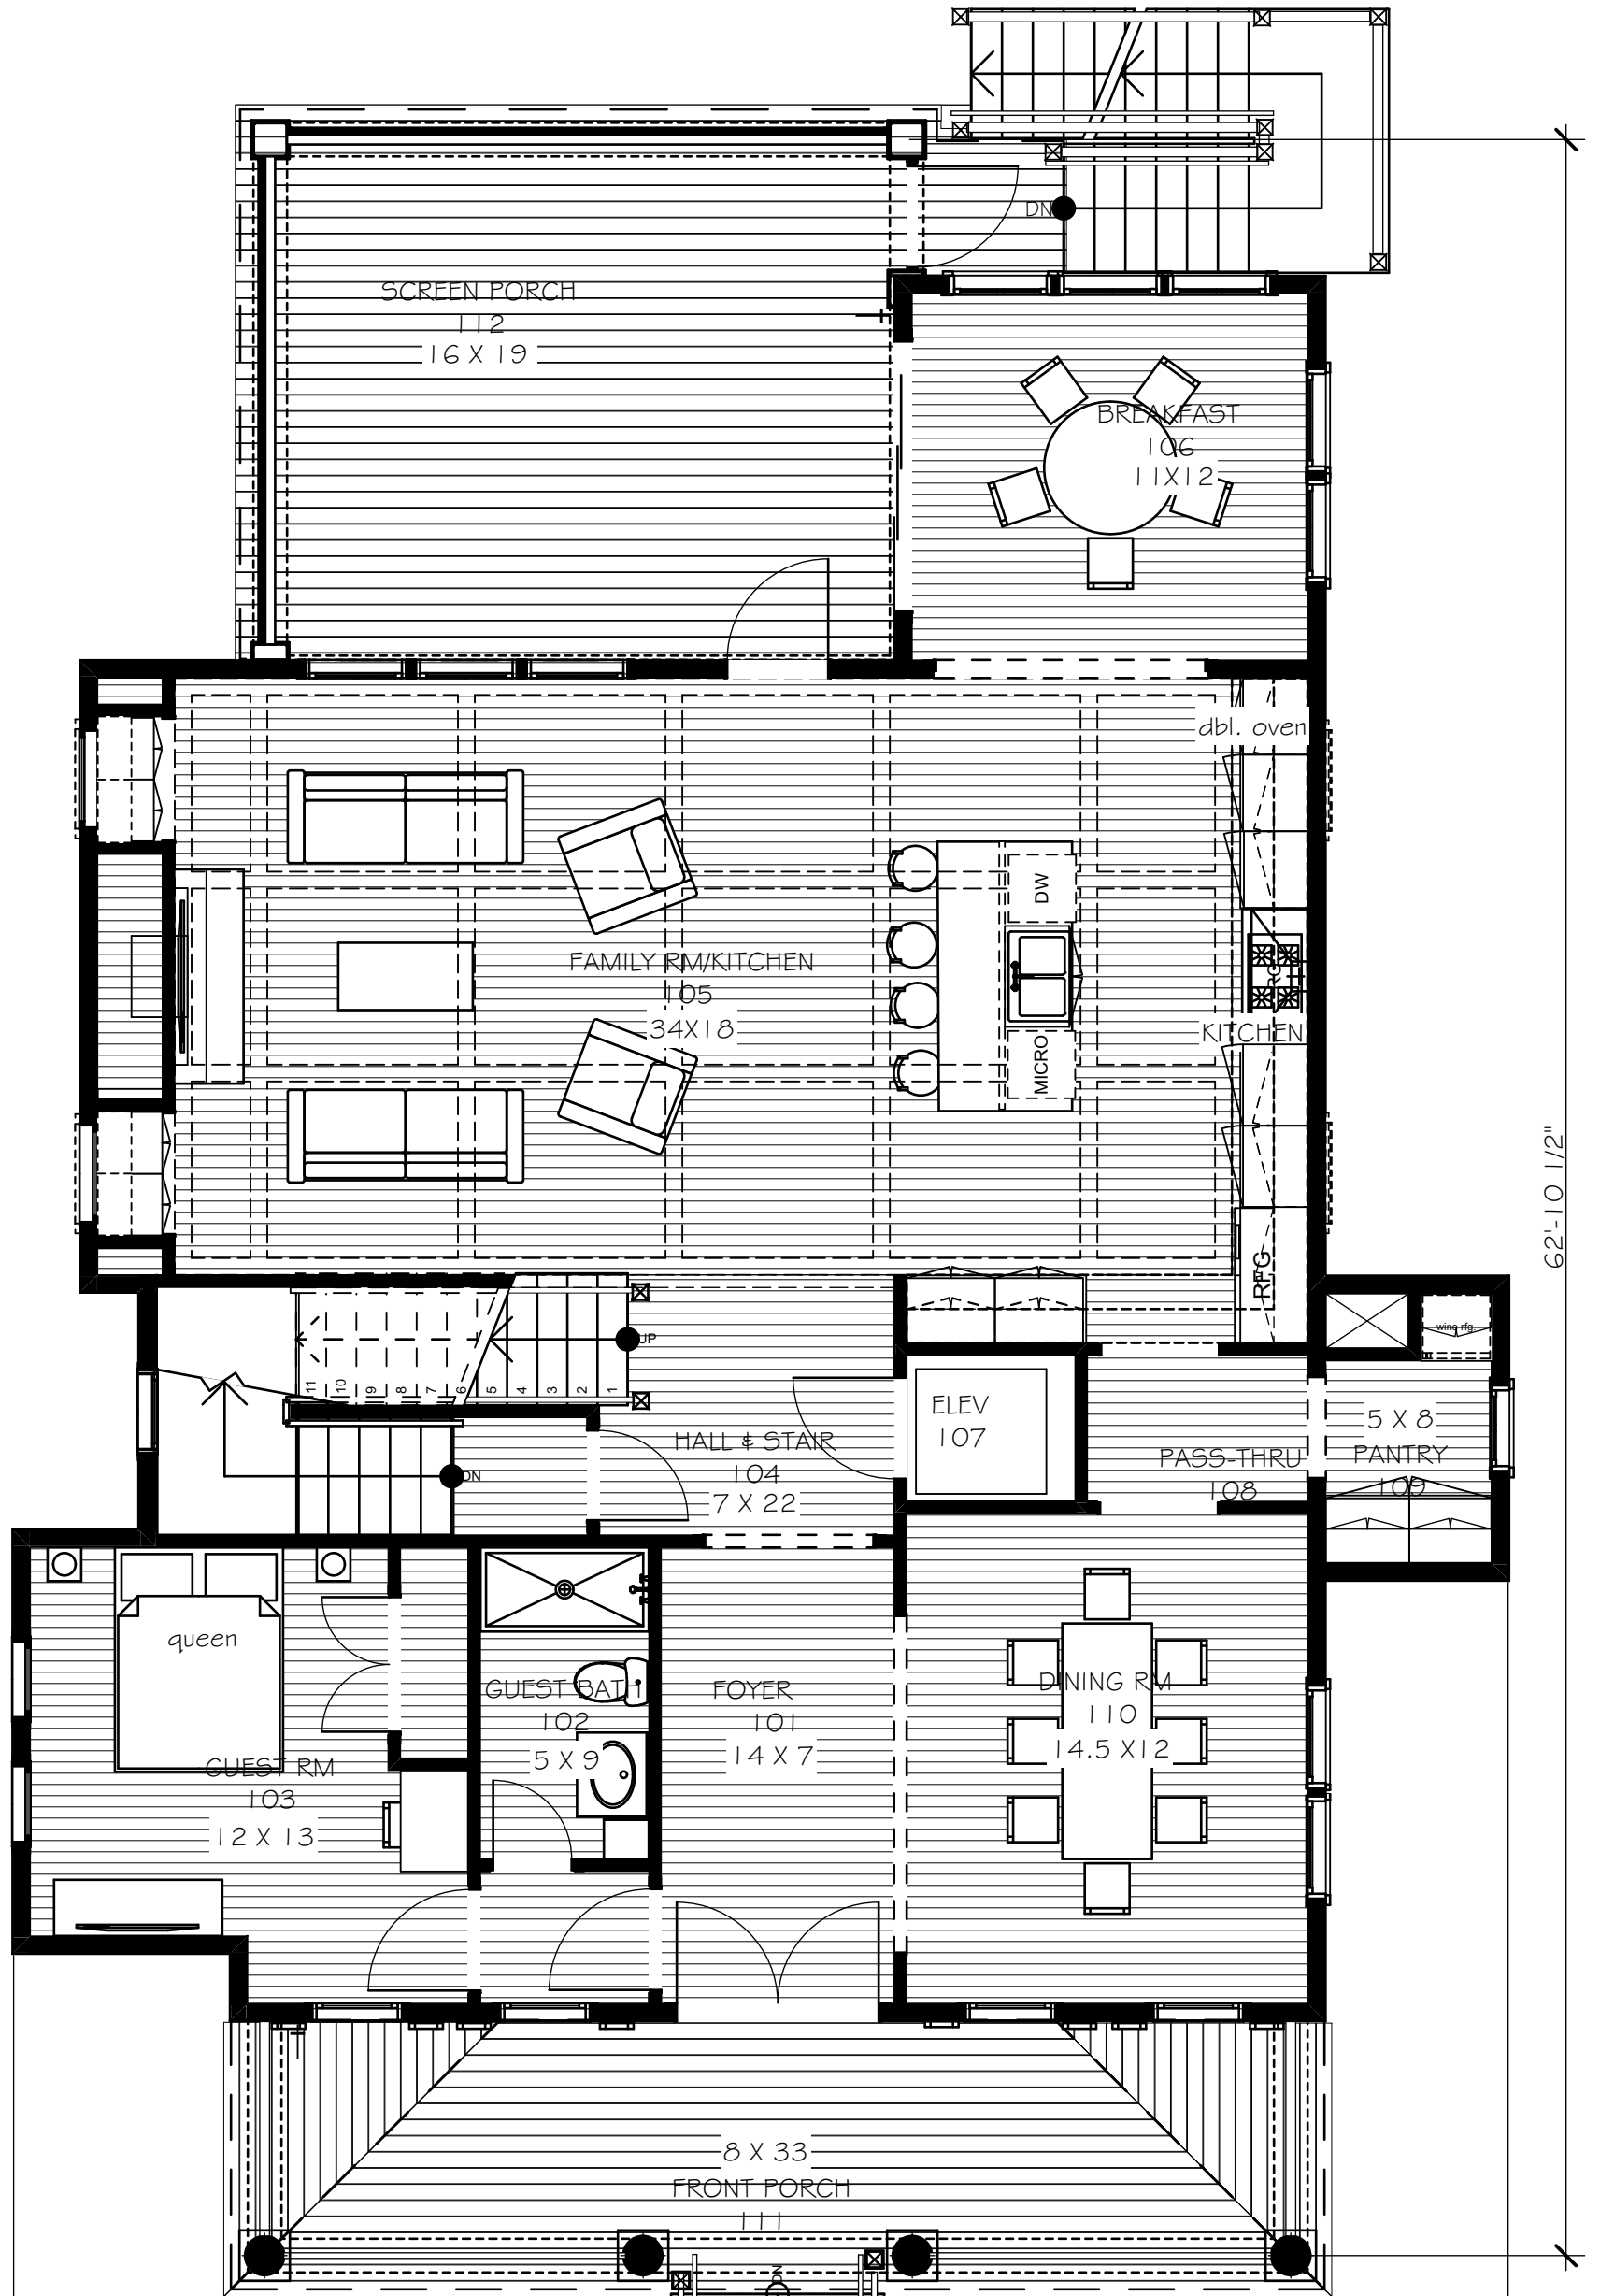 DN
SCREEN PORCH
112
16 X 19
BREAKFAST
106
11X12
dbl. oven
DW
FAMILY RM/KITCHEN
105
34X18
KITCHEN
MICRO
62'-10 1/2"
RFG
wine rfg.
UP
11 10 9 8 7 6 5 4 3 2 1
ELEV
107
5 X 8
PANTRY
109
PASS-THRU
108
HALL & STAIR
104
7 X 22
DN
queen
GUEST BATH
102
5 X 9
FOYER
101
14 X 7
DINING RM
110
14.5 X12
GUEST RM
103
12 X 13
8 X 33
FRONT PORCH
111
DN